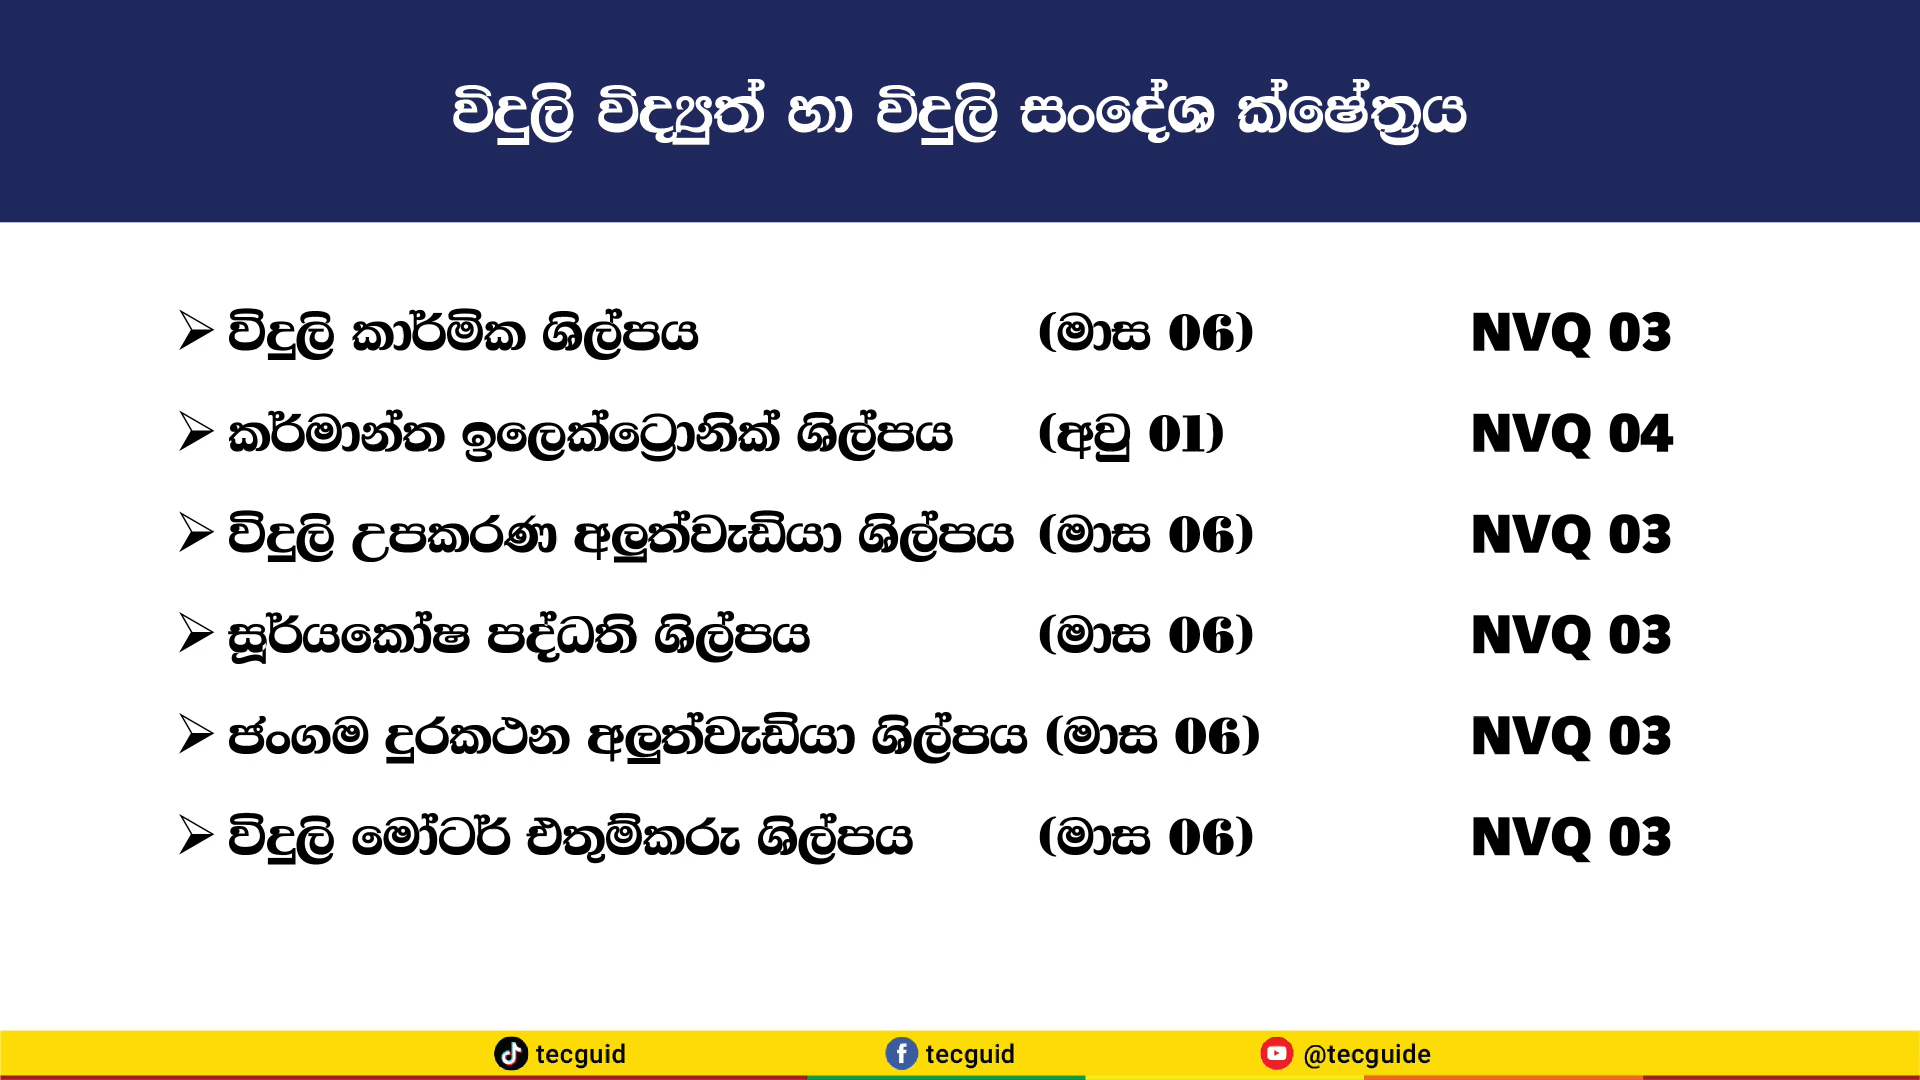 විදුලි විද්‍යුත් හා විදුලි සංදේශ ක්ෂේත්‍රය
➢ විදුලි කාර්මික ශිල්පය (මාස 06) NVQ 03
➢ කර්මාන්ත ඉලෙක්ට්‍රොනික් ශිල්පය (අවු 01) NVQ 04
➢ විදුලි උපකරණ අලුත්වැඩියා ශිල්පය (මාස 06) NVQ 03
➢ සූර්යකෝෂ පද්ධති ශිල්පය (මාස 06) NVQ 03
➢ ජංගම දුරකථන අලුත්වැඩියා ශිල්පය (මාස 06) NVQ 03
➢ විදුලි මෝටර් එතුම්කරු ශිල්පය (මාස 06) NVQ 03
tecguid tecguid @tecguide